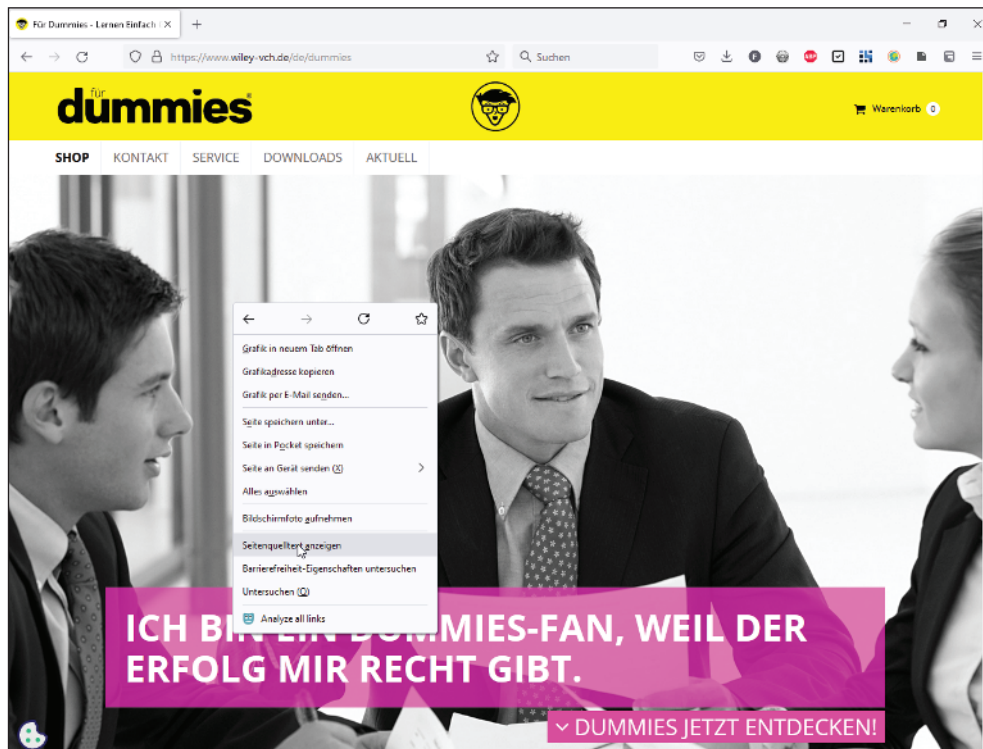 Für Dummies - Lernen Einfach
https://www.wiley-vch.de/de/dummies
Suchen
ABP
für
dümmies
Warenkorb 0
SHOP KONTAKT SERVICE DOWNLOADS AKTUELL
Grafik in neuem Tab öffnen
Grafikadresse kopieren
Grafik per E-Mail senden...
Seite speichern unter...
Seite in Pocket speichern
Seite an Gerät senden (X)
Alles auswählen
Bildschirmfoto aufnehmen
Seitenquelltext anzeigen
Barrierefreiheit-Eigenschaften untersuchen
Untersuchen (Q)
Analyze all links
ICH BIN EIN DUMMIES-FAN, WEIL DER
ERFOLG MIR RECHT GIBT.
DUMMIES JETZT ENTDECKEN!